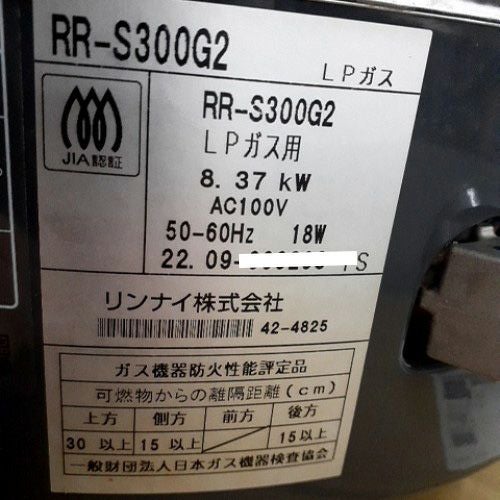 RR-S300G2
LPガス
JIA認証
RR-S300G2
LPガス用
8.37 kW
AC100V
50-60Hz 18W
22.09-
リンナイ株式会社
42-4825
ガス機器防火性能評定品
可燃物からの離隔距離(cm)
上方 側方 前方 後方
30 以上 15 以上 15以上
一般財団法人日本ガス機器検査協会